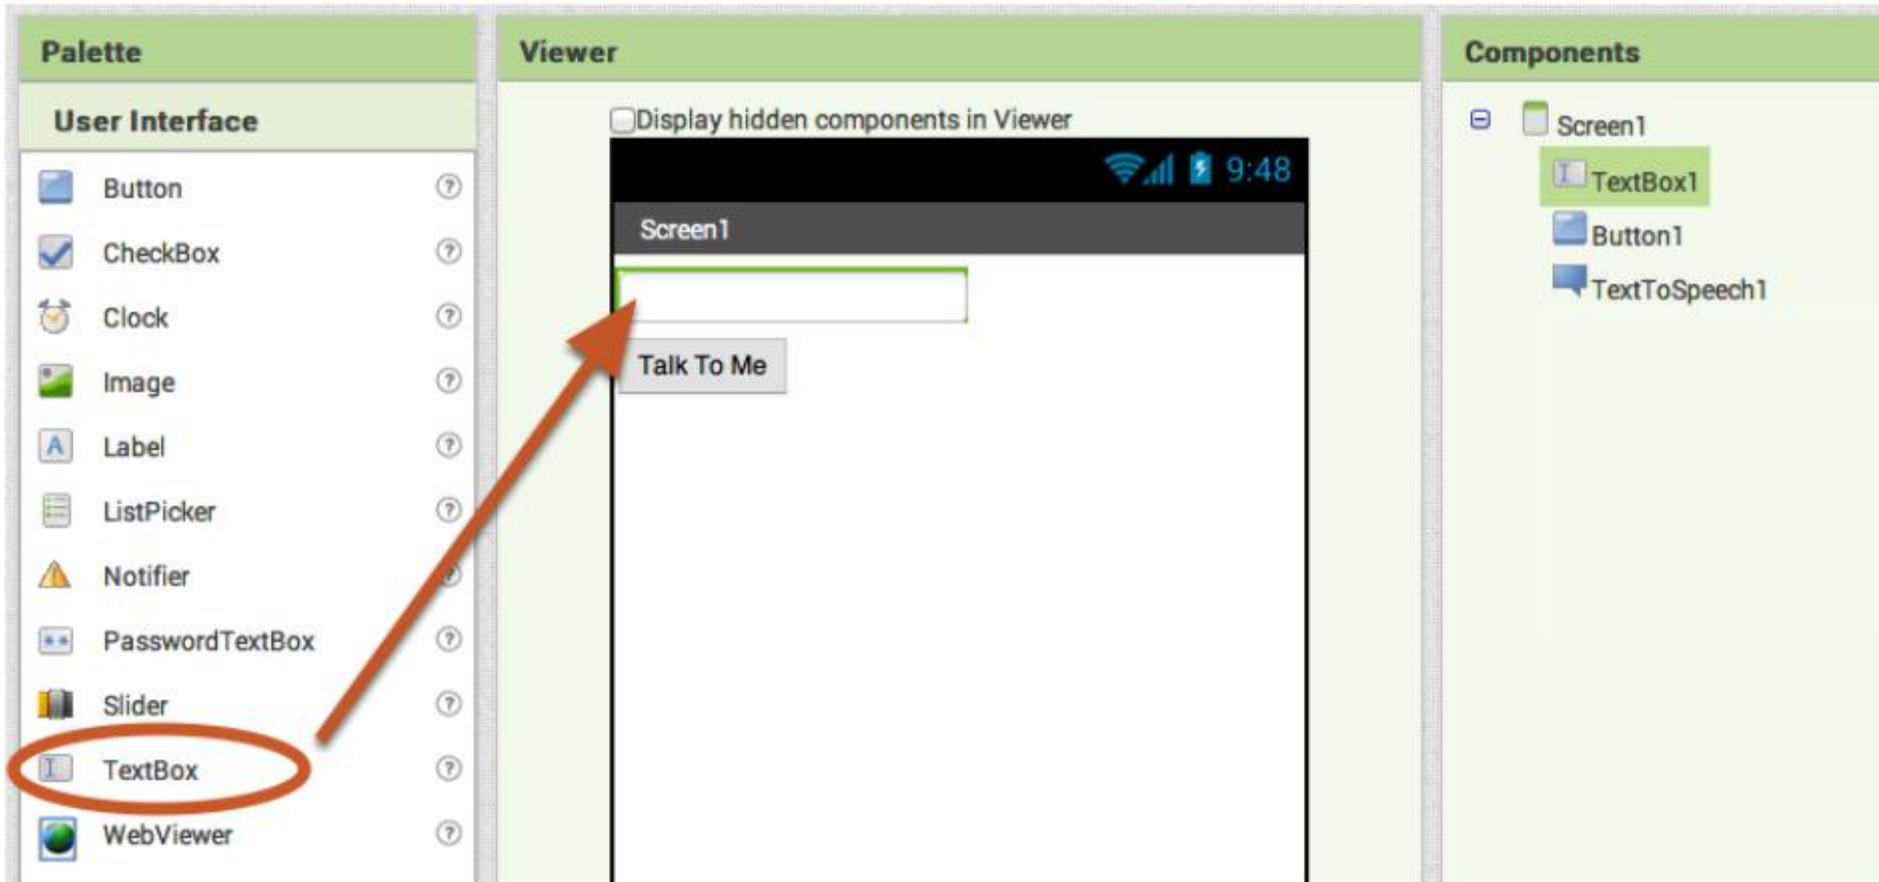 Palette
User Interface
Button
CheckBox
Clock
Image
Label
ListPicker
Notifier
PasswordTextBox
Slider
TextBox
WebViewer
Viewer
Display hidden components in Viewer
9:48
Screen1
Talk To Me
Components
Screen1
TextBox1
Button1
TextToSpeech1